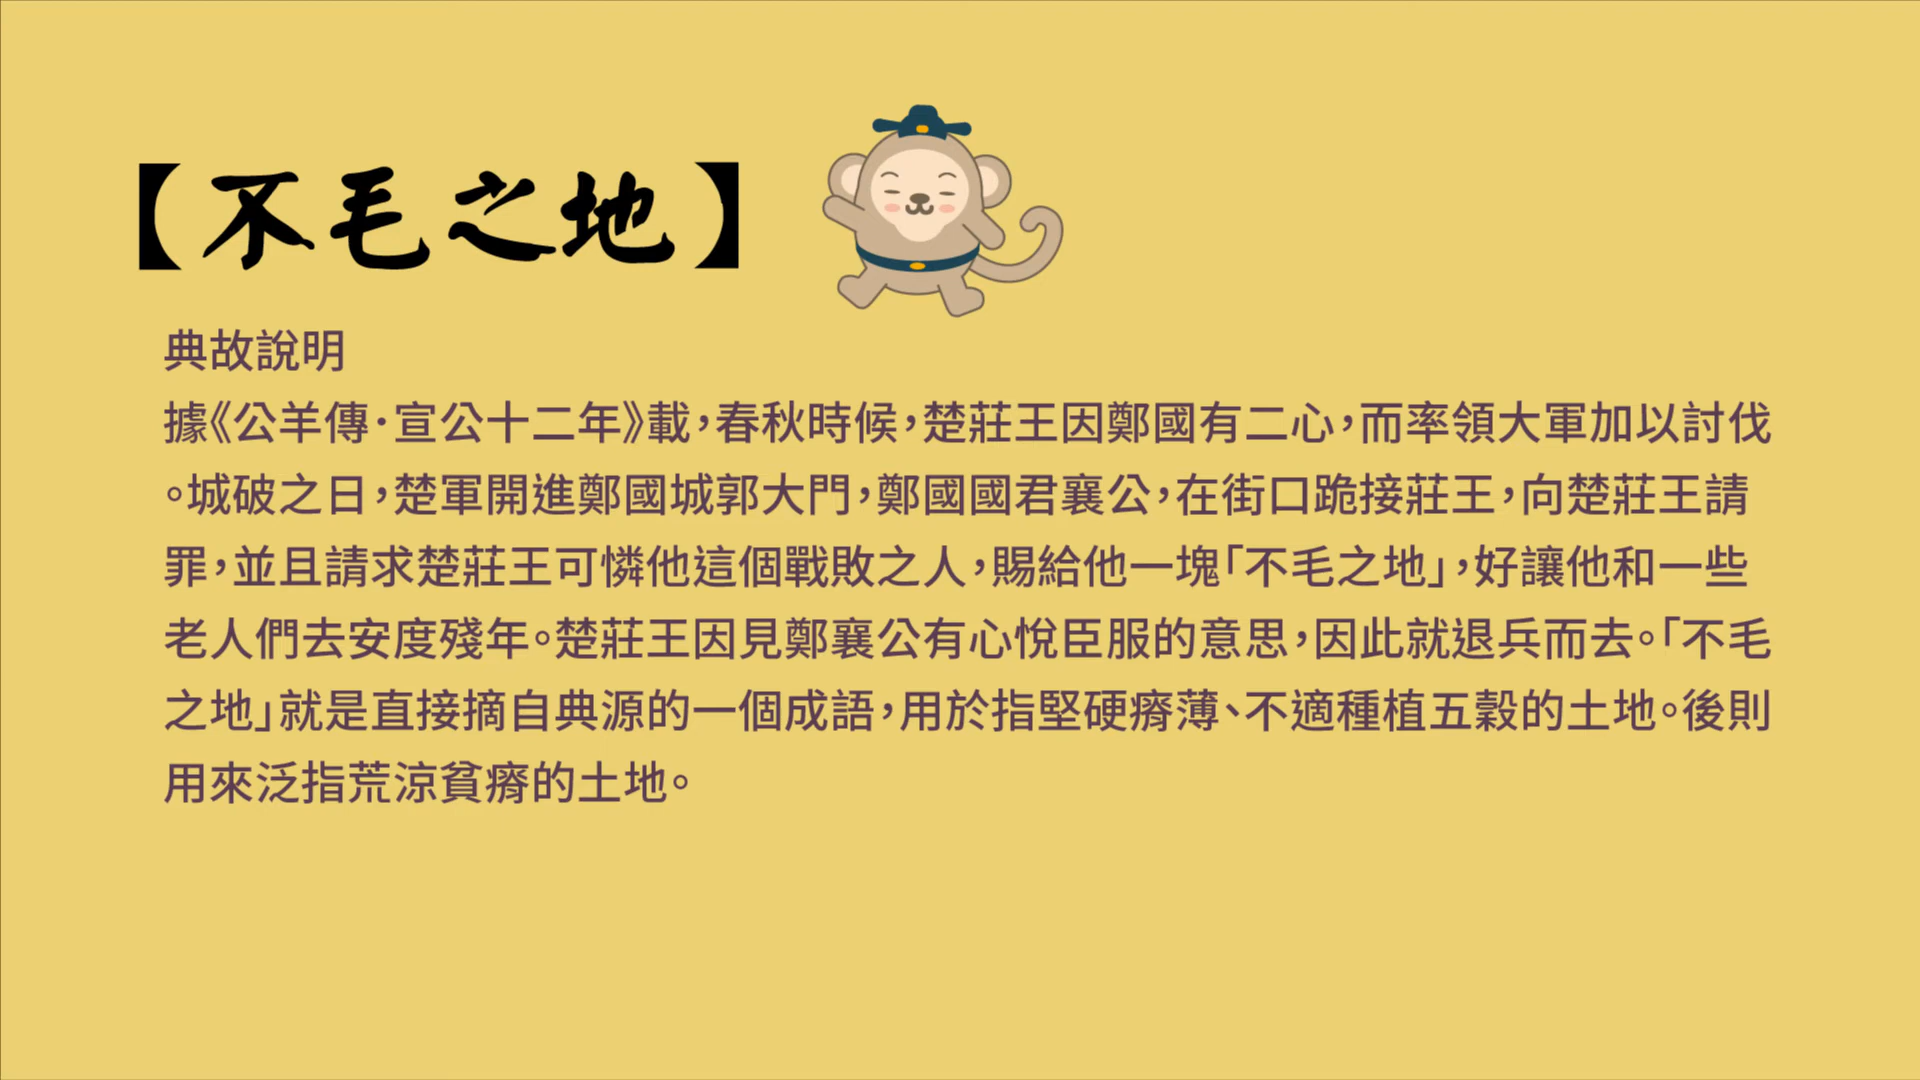 【不毛之地】
典故說明
據《公羊傳·宣公十二年》載，春秋時候，楚莊王因鄭國有二心，而率領大軍加以討伐
。城破之日，楚軍開進鄭國城郭大門，鄭國國君襄公，在街口跪接莊王，向楚莊王請
罪，並且請求楚莊王可憐他這個戰敗之人，賜給他一塊「不毛之地」，好讓他和一些
老人們去安度殘年。楚莊王因見鄭襄公有心悅臣服的意思，因此就退兵而去。「不毛
之地」就是直接摘自典源的一個成語，用於指堅硬瘠薄、不適種植五穀的土地。後則
用來泛指荒涼貧瘠的土地。